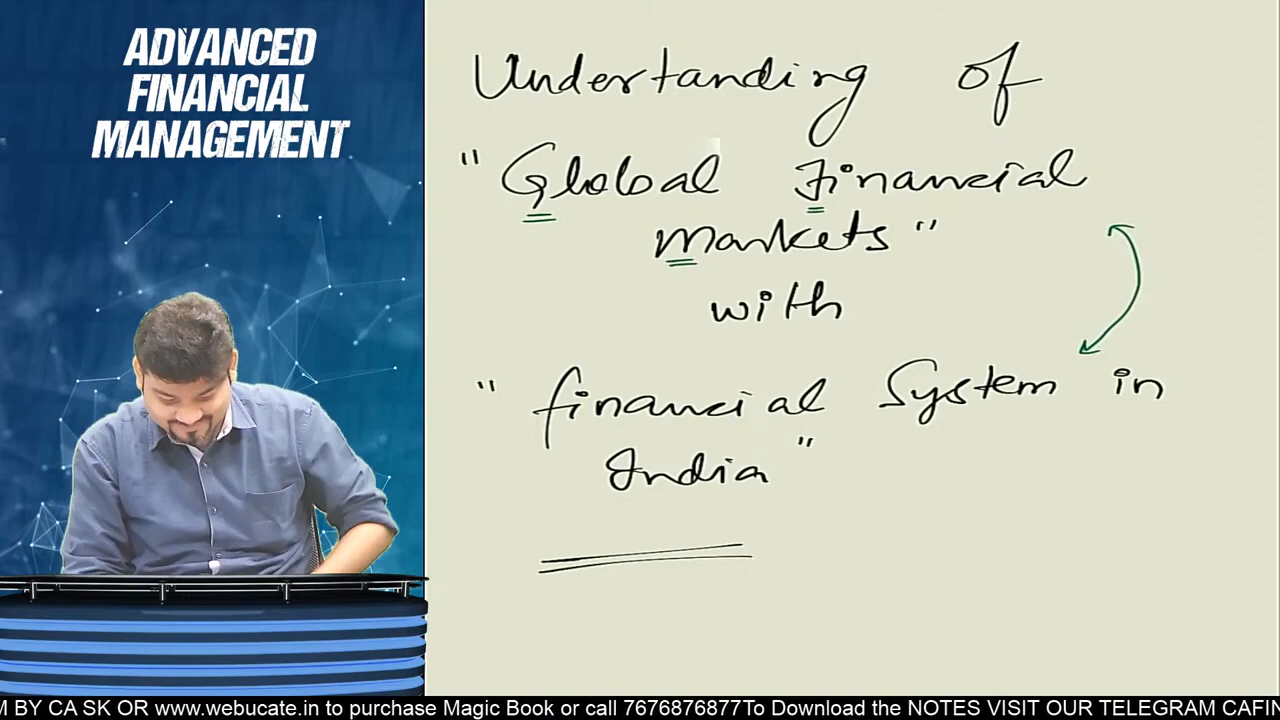 ADVANCED
FINANCIAL
MANAGEMENT
Undertanding of
"Global Financial
Markets"
with
"financial System in
India"
M BY CA SK OR www.webucate.in to purchase Magic Book or call 7676876877To Download the NOTES VISIT OUR TELEGRAM CAFIN